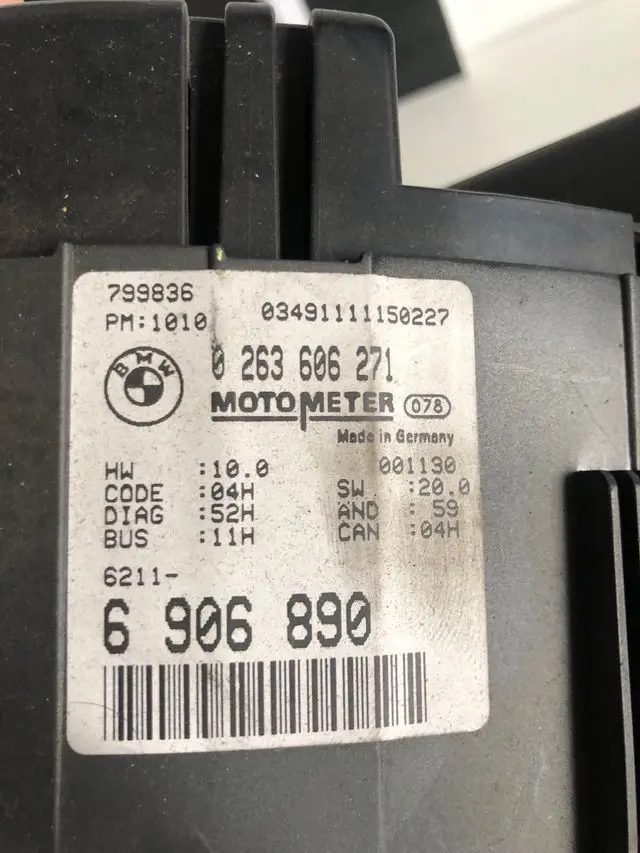 799836
PM:1010 03491111150227
BMW 0 263 606 271
MOTOMETER 078
Made in Germany
HW :10.0 001130
CODE :04H SW :20.0
DIAG :52H AND : 59
BUS :11H CAN :04H
6211-
6 906 890